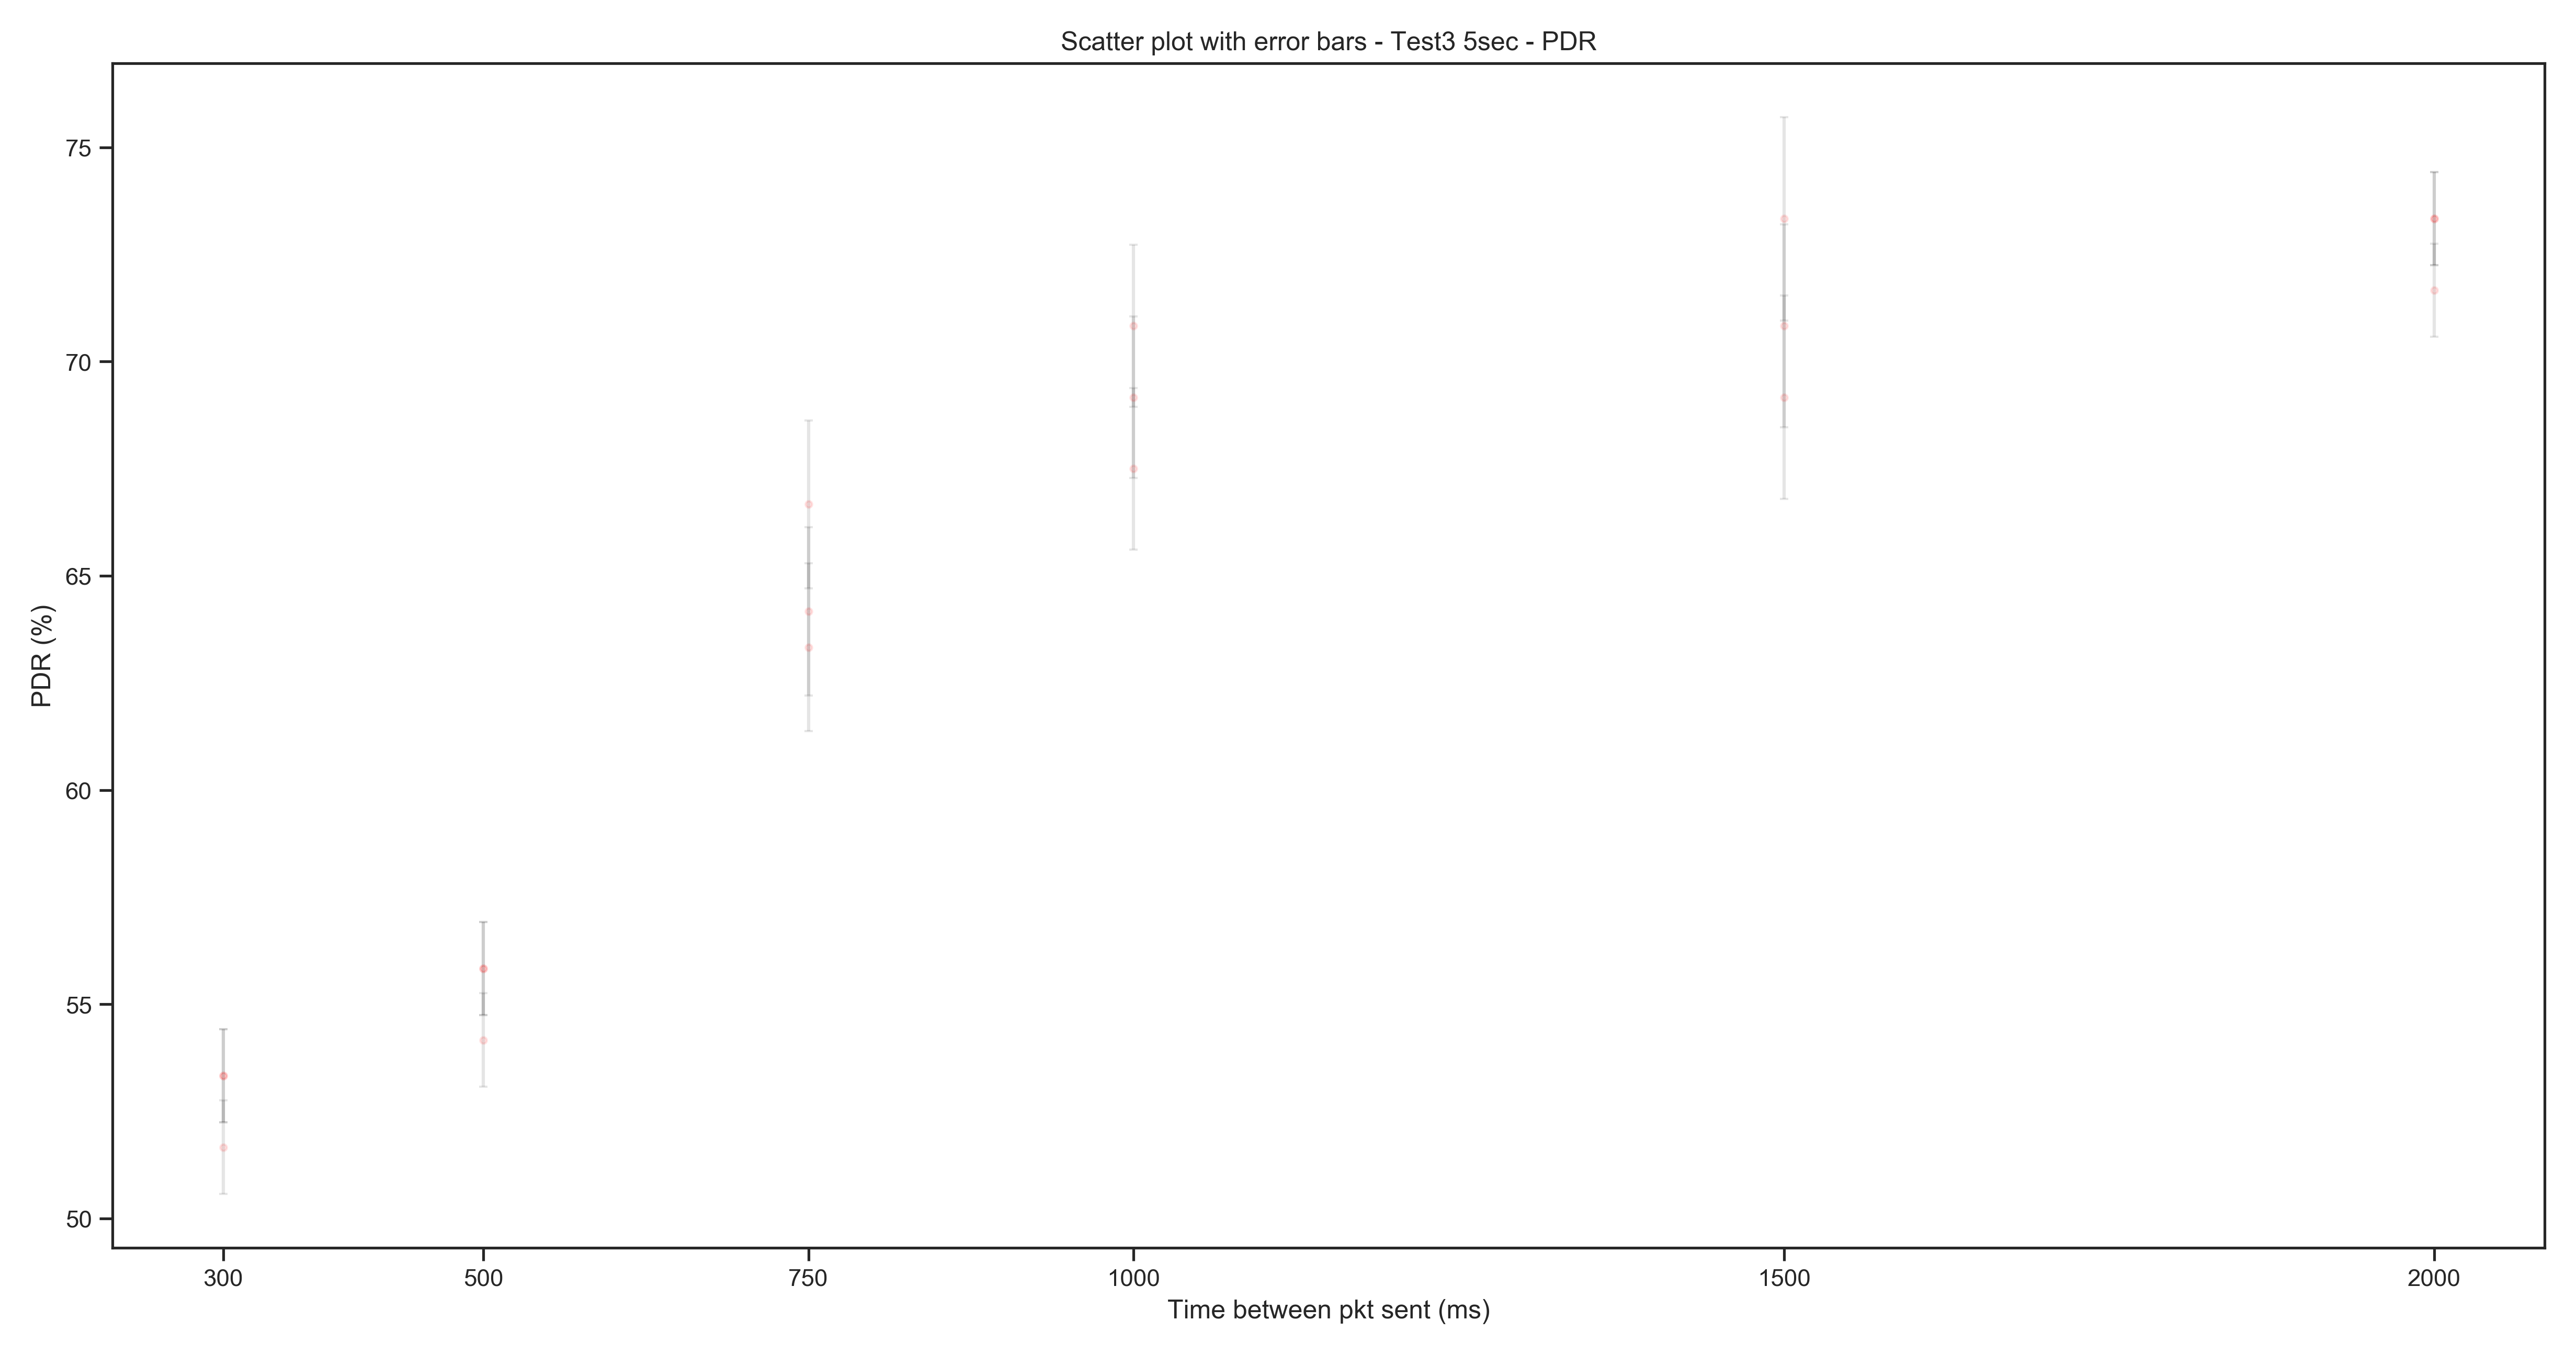 Scatter plot with error bars - Test3 5sec - PDR
75
70
65
60
55
50
PDR (%)
300 500 750 1000 1500 2000
Time between pkt sent (ms)